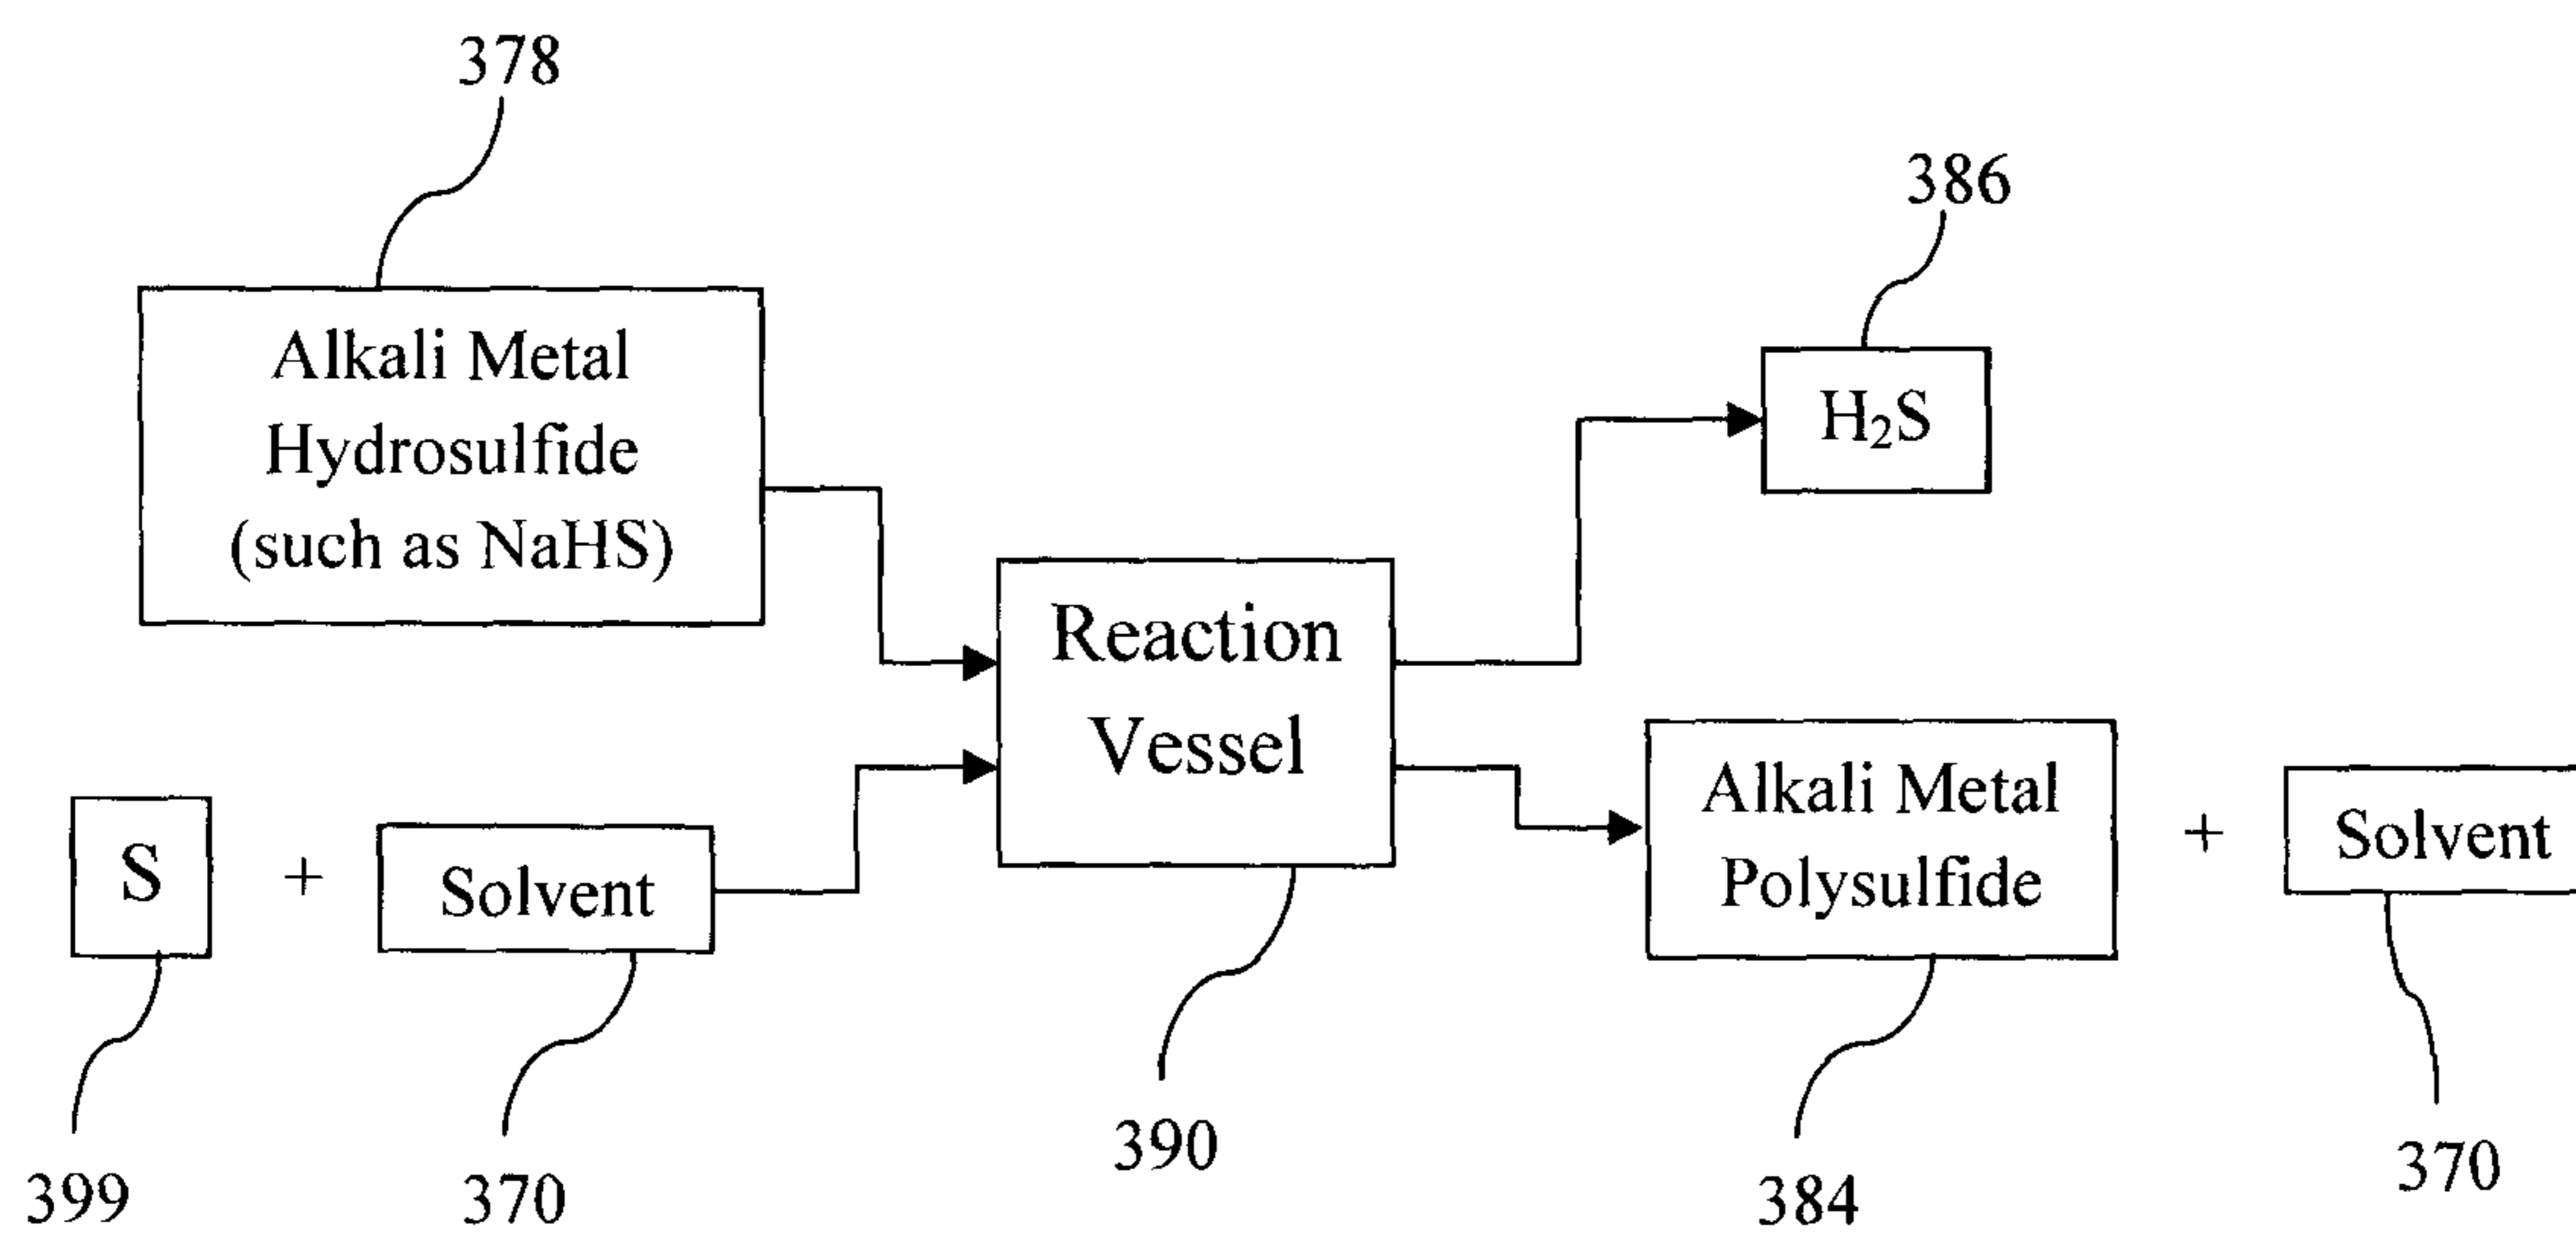 378
386
Alkali Metal
Hydrosulfide
(such as NaHS)
H₂S
Reaction
Vessel
S
+
Solvent
Alkali Metal
Polysulfide
+
Solvent
399
370
390
384
370